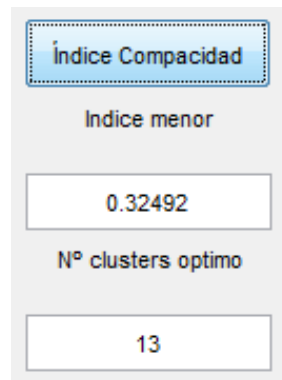 Índice Compacidad
Indice menor
0.32492
Nº clusters optimo
13